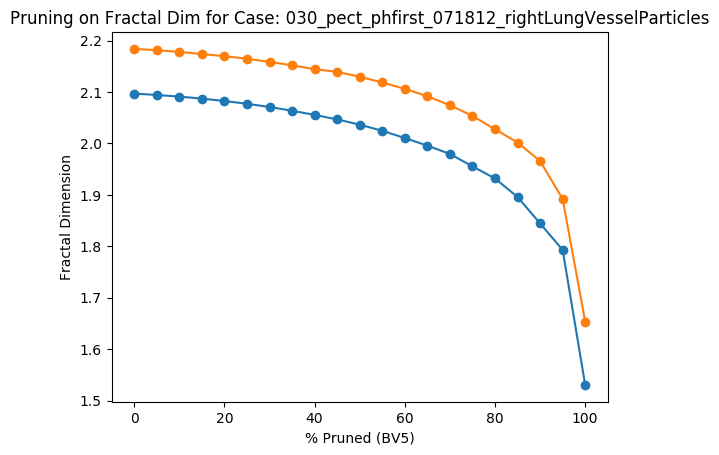 Pruning on Fractal Dim for Case: 030_pect_phfirst_071812_rightLungVesselParticles
2.2
2.1
2.0
1.9
1.8
1.7
1.6
1.5
Fractal Dimension
0 20 40 60 80 100
% Pruned (BV5)